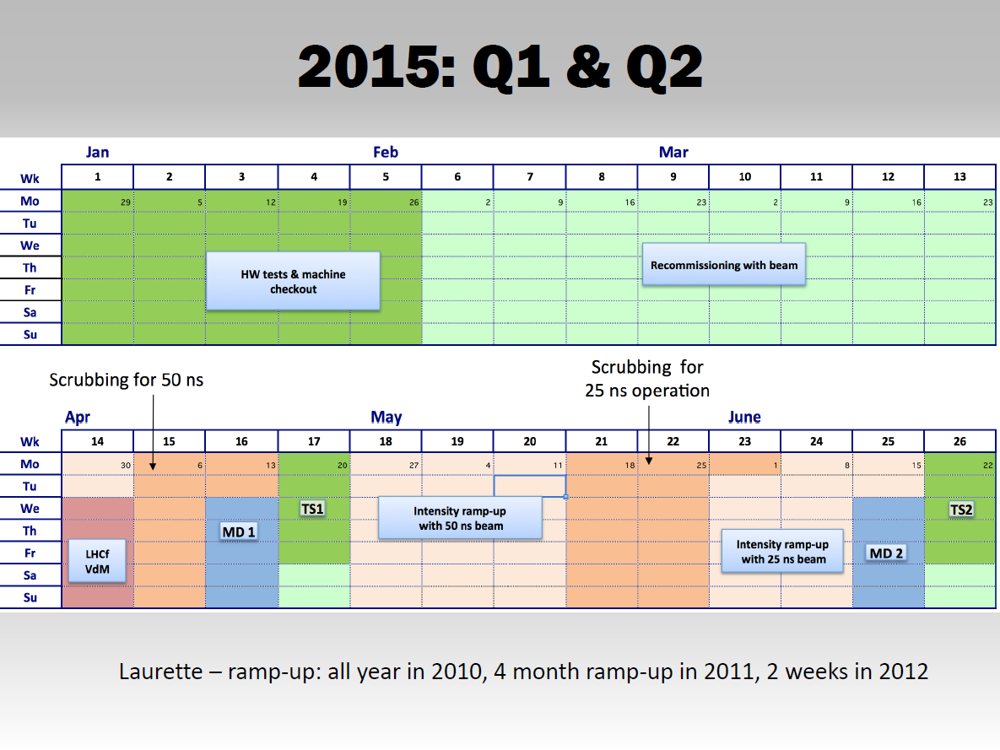 2015: Q1 & Q2
Jan Feb Mar
Wk 1 2 3 4 5 6 7 8 9 10 11 12 13
Mo 29 5 12 19 26 2 9 16 23 2 9 16 23
Tu
We
Th
Fr
Sa
Su
HW tests & machine
checkout
Recommissioning with beam
Scrubbing for 50 ns
Scrubbing for
25 ns operation
Apr May June
Wk 14 15 16 17 18 19 20 21 22 23 24 25 26
Mo 30 6 13 20 27 4 11 18 25 1 8 15 22
Tu
We
Th
Fr
Sa
Su
LHCf
VdM
MD 1
TS1
Intensity ramp-up
with 50 ns beam
Intensity ramp-up
with 25 ns beam
MD 2
TS2
Laurette – ramp-up: all year in 2010, 4 month ramp-up in 2011, 2 weeks in 2012